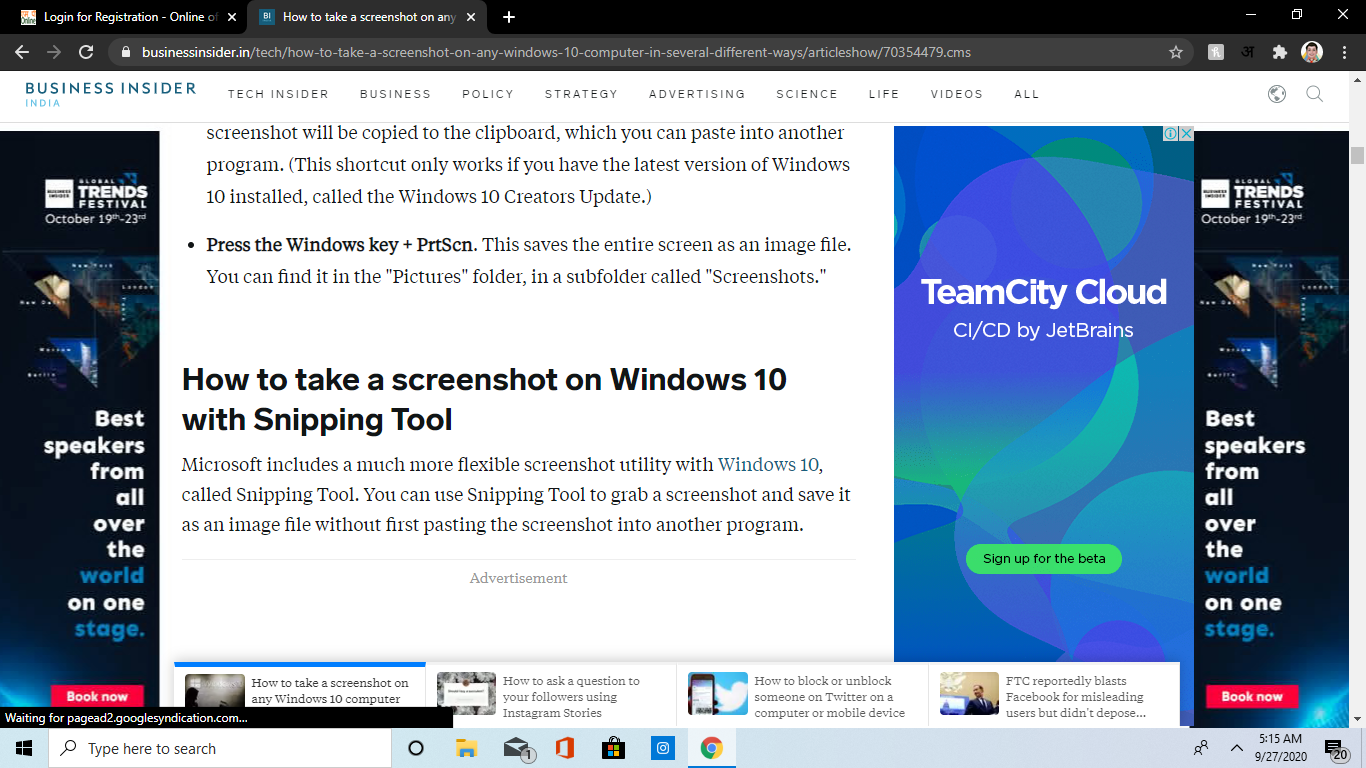 Login for Registration - Online of
How to take a screenshot on any
businessinsider.in/tech/how-to-take-a-screenshot-on-any-windows-10-computer-in-several-different-ways/articleshow/70354479.cms
BUSINESS INSIDER
INDIA
TECH INSIDER
BUSINESS
POLICY
STRATEGY
ADVERTISING
SCIENCE
LIFE
VIDEOS
ALL
screenshot will be copied to the clipboard, which you can paste into another
program. (This shortcut only works if you have the latest version of Windows
10 installed, called the Windows 10 Creators Update.)
• Press the Windows key + PrtScn. This saves the entire screen as an image file.
You can find it in the "Pictures" folder, in a subfolder called "Screenshots."
How to take a screenshot on Windows 10
with Snipping Tool
Microsoft includes a much more flexible screenshot utility with Windows 10,
called Snipping Tool. You can use Snipping Tool to grab a screenshot and save it
as an image file without first pasting the screenshot into another program.
Advertisement
BUSINESS
INSIDER
GLOBAL
TRENDS
FESTIVAL
October 19th-23rd
New York
London
New Delhi
Warsaw
Berlin
Best
speakers
from
all
over
the
world
on one
stage.
Book now
TeamCity Cloud
CI/CD by JetBrains
Sign up for the beta
BUSINESS
INSIDER
GLOBAL
TRENDS
FESTIVAL
October 19th-23rd
New York
London
New Delhi
Warsaw
Berlin
Best
speakers
from
all
over
the
world
on one
stage.
Book now
How to take a screenshot on
any Windows 10 computer
How to ask a question to
your followers using
Instagram Stories
How to block or unblock
someone on Twitter on a
computer or mobile device
FTC reportedly blasts
Facebook for misleading
users but didn't depose...
Waiting for pagead2.googlesyndication.com...
Type here to search
1
5:15 AM
9/27/2020
20